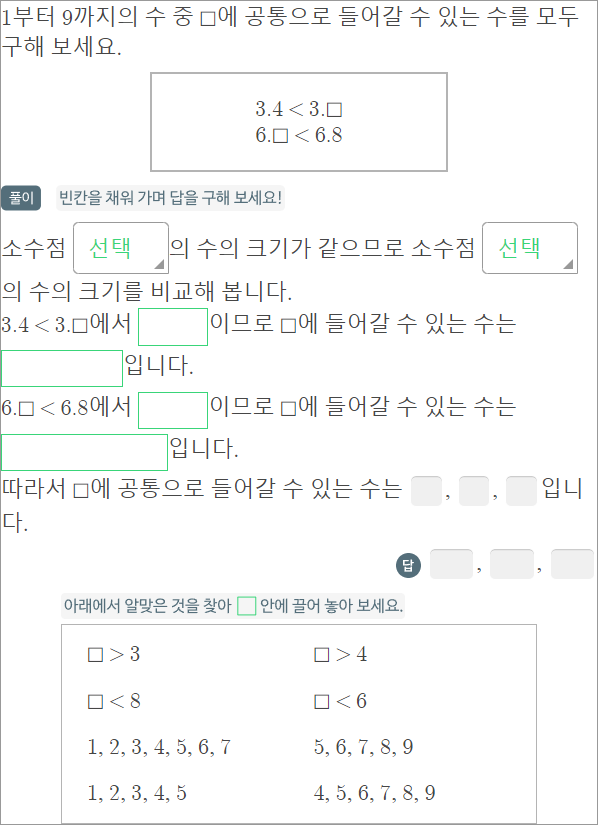 1부터 9까지의 수 중 □에 공통으로 들어갈 수 있는 수를 모두
구해 보세요.
3.4 < 3.□
6.□ < 6.8
풀이 빈칸을 채워 가며 답을 구해 보세요!
소수점 선택 의 수의 크기가 같으므로 소수점 선택
의 수의 크기를 비교해 봅니다.
3.4 < 3.□에서 이므로 □에 들어갈 수 있는 수는
입니다.
6.□ < 6.8에서 이므로 □에 들어갈 수 있는 수는
입니다.
따라서 □에 공통으로 들어갈 수 있는 수는 , , 입니
다.
답 , ,
아래에서 알맞은 것을 찾아 □ 안에 끌어 놓아 보세요.
□ > 3 □ > 4
□ < 8 □ < 6
1, 2, 3, 4, 5, 6, 7 5, 6, 7, 8, 9
1, 2, 3, 4, 5 4, 5, 6, 7, 8, 9